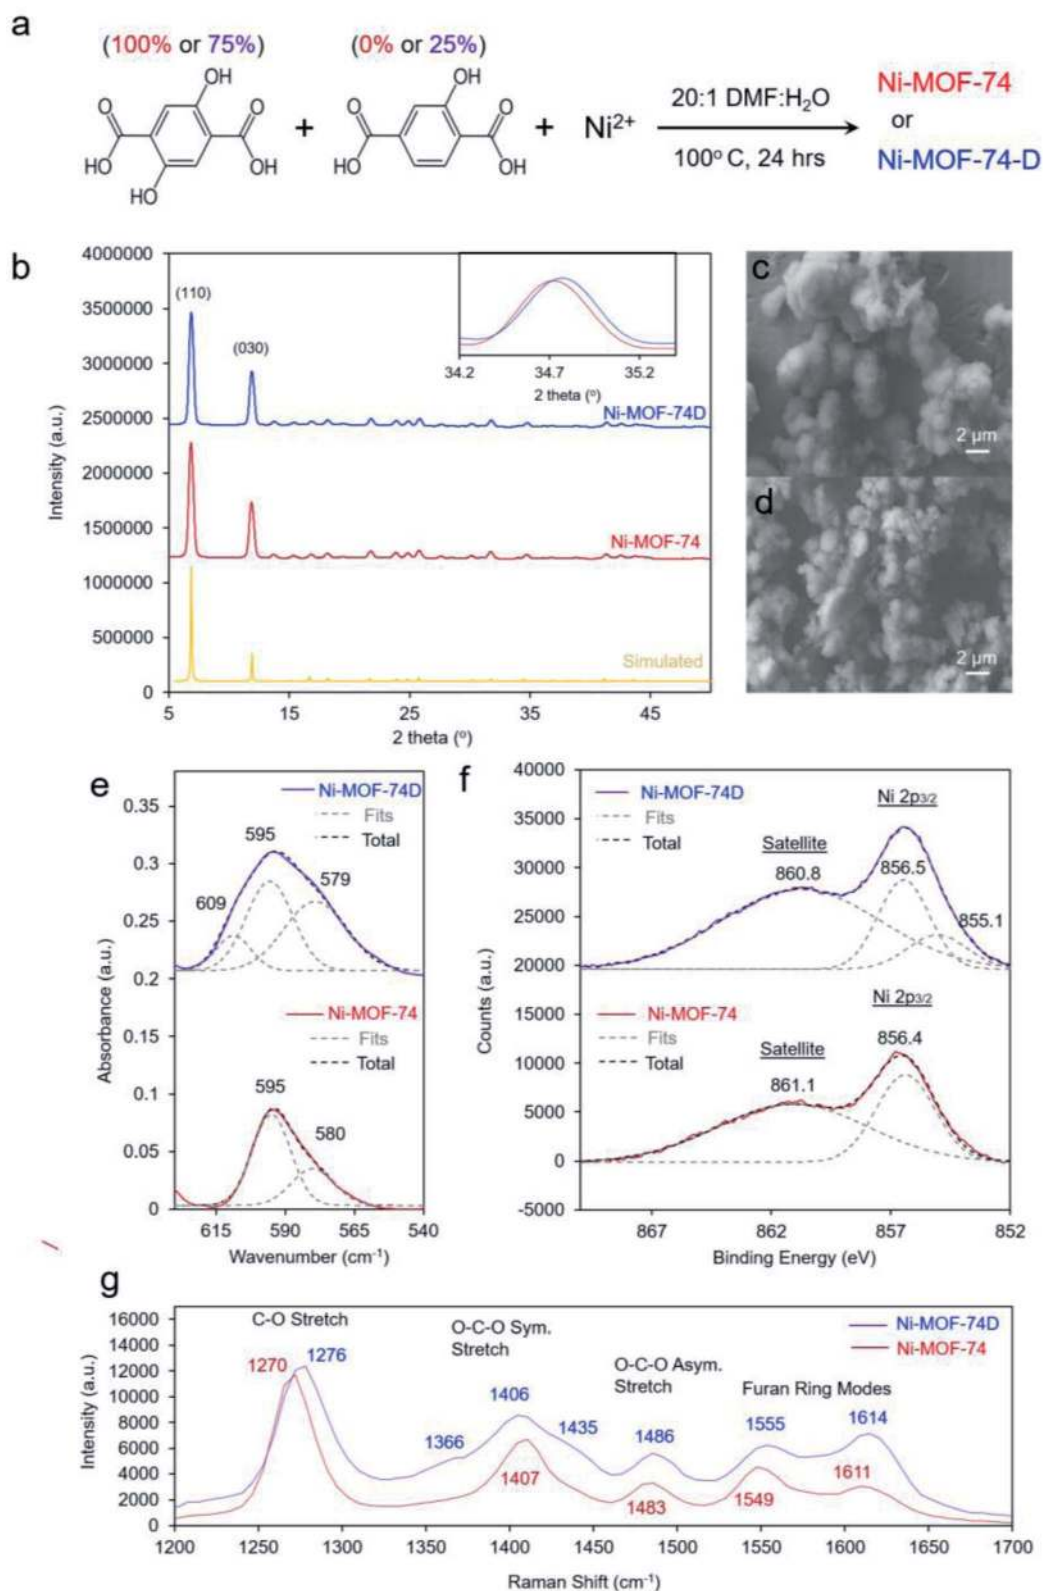 a
(100% or 75%)
(0% or 25%)
OH
OH
O
O
O
O
HO
OH
HO
OH
HO
+
+
Ni²⁺
20:1 DMF:H₂O
100° C, 24 hrs
Ni-MOF-74
or
Ni-MOF-74-D
b
Intensity (a.u.)
4000000
3500000
3000000
2500000
2000000
1500000
1000000
500000
0
(110)
(030)
34.2 34.7 35.2
2 theta (°)
Ni-MOF-74D
Ni-MOF-74
Simulated
5 15 25 35 45
2 theta (°)
c
2 µm
d
2 µm
e
Absorbance (a.u.)
0.35
0.3
0.25
0.2
0.15
0.1
0.05
0
Ni-MOF-74D
Fits
Total
595
579
609
Ni-MOF-74
Fits
Total
595
580
615 590 565 540
Wavenumber (cm⁻¹)
f
Counts (a.u.)
40000
35000
30000
25000
20000
15000
10000
5000
0
-5000
Ni-MOF-74D
Fits
Total
Ni 2p3/2
Satellite
860.8
856.5
855.1
Ni-MOF-74
Fits
Total
Ni 2p3/2
856.4
Satellite
861.1
867 862 857 852
Binding Energy (eV)
g
Intensity (a.u.)
16000
14000
12000
10000
8000
6000
4000
2000
0
C-O Stretch
O-C-O Sym.
Stretch
O-C-O Asym.
Stretch
Furan Ring Modes
Ni-MOF-74D
Ni-MOF-74
1270 1276
1366 1406 1435 1486 1555 1614
1407 1483 1549 1611
1200 1250 1300 1350 1400 1450 1500 1550 1600 1650 1700
Raman Shift (cm⁻¹)